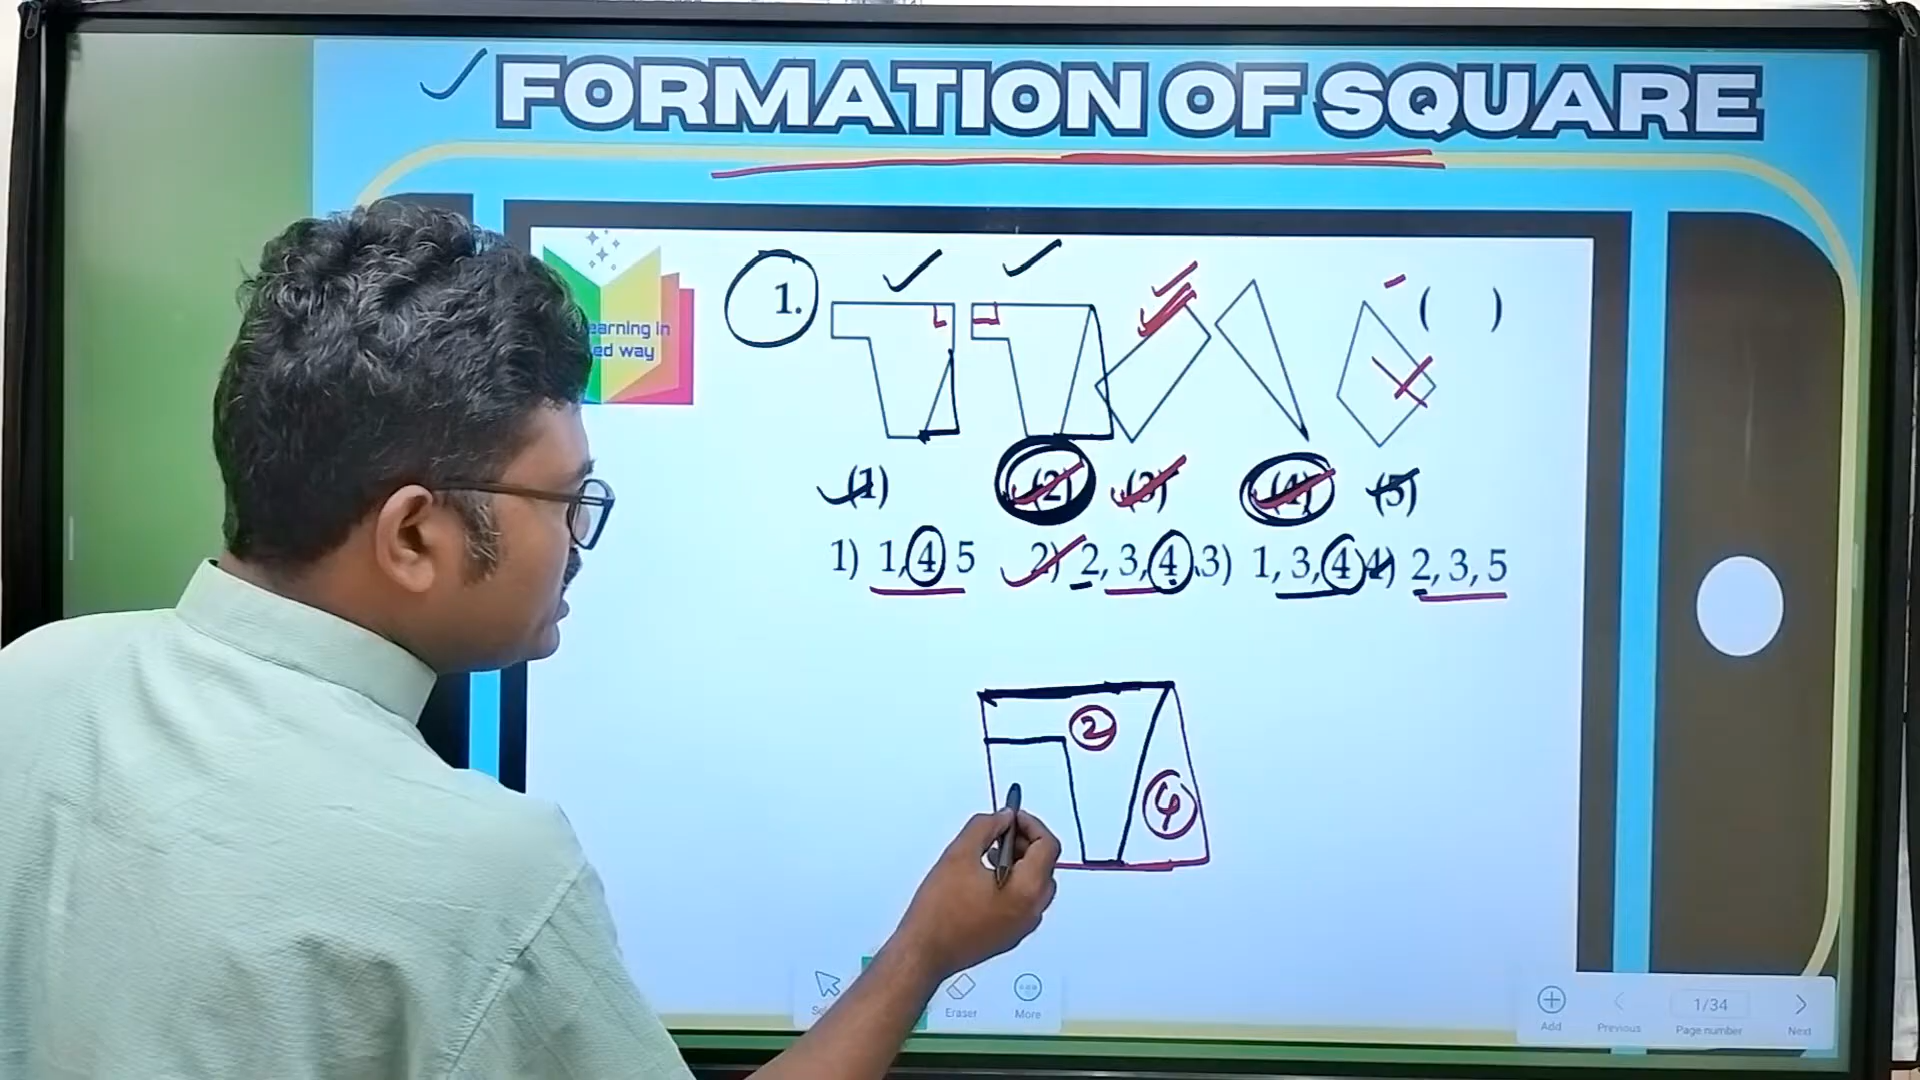 FORMATION OF SQUARE
earning in
ed way
1.
( )
(1) (2) (3) (4) (5)
1) 1, 4, 5 2) 2, 3, 4 3) 1, 3, 4 4) 2, 3, 5
2
4
Eraser
More
Add
Previous
1/34
Page number
Next